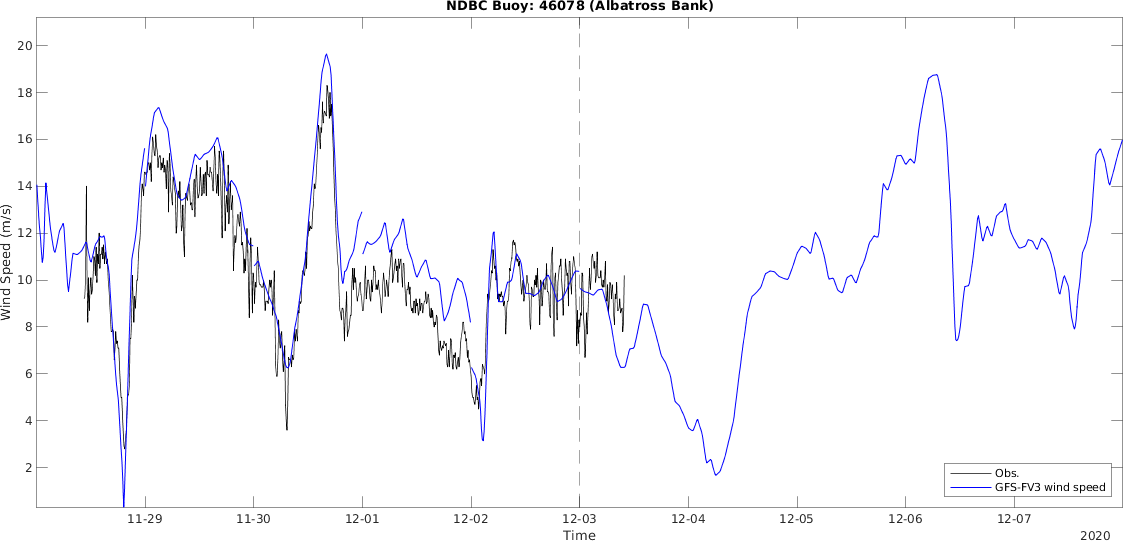 NDBC Buoy: 46078 (Albatross Bank)
Wind Speed (m/s)
20
18
16
14
12
10
8
6
4
2
Obs.
GFS-FV3 wind speed
11-29 11-30 12-01 12-02 12-03 12-04 12-05 12-06 12-07
Time
2020